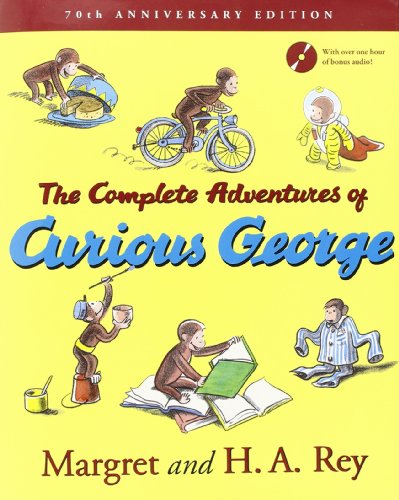 70th ANNIVERSARY EDITION
With over one hour
of bonus audio!
The Complete Adventures of
Curious George
Margret and H. A. Rey